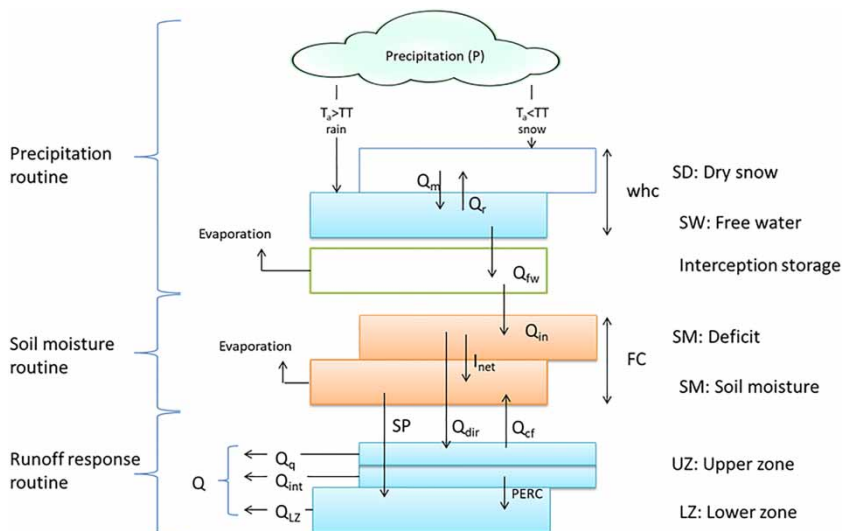 Precipitation (P)
Tₐ>TT
rain
Tₐ<TT
snow
Precipitation
routine
Qm
Qr
whc
SD: Dry snow
SW: Free water
Evaporation
Qfw
Interception storage
Soil moisture
routine
Qin
SM: Deficit
Evaporation
Inet
FC
SM: Soil moisture
SP
Qdir
Qcf
Runoff response
routine
Q
Qq
Qint
QLZ
PERC
UZ: Upper zone
LZ: Lower zone